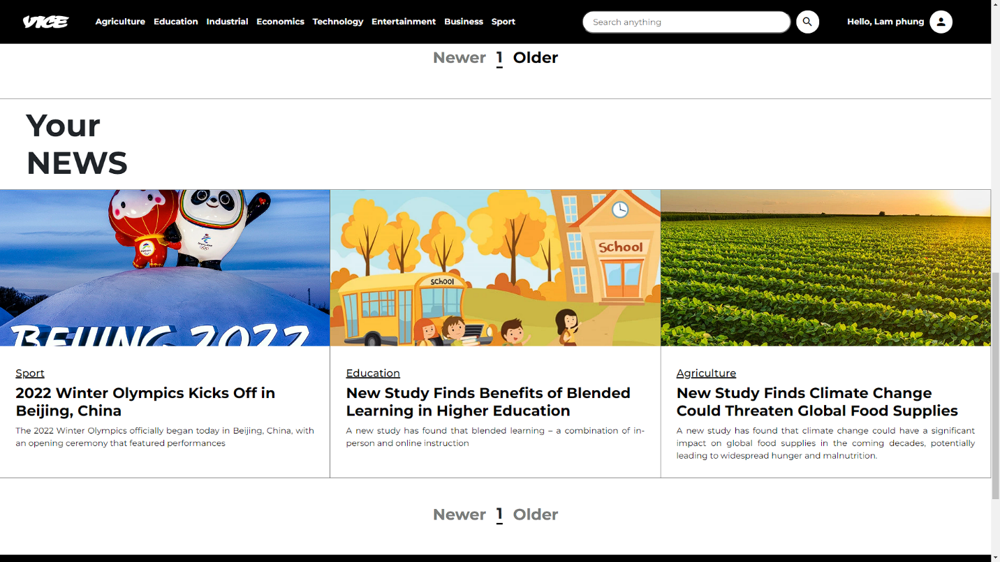 VICE
Agriculture Education Industrial Economics Technology Entertainment Business Sport
Search anything
Hello, Lam phung
Newer 1 Older
Your
NEWS
BEIJING 2022
SCHOOL
School
Sport
2022 Winter Olympics Kicks Off in
Beijing, China
The 2022 Winter Olympics officially began today in Beijing, China, with
an opening ceremony that featured performances
Education
New Study Finds Benefits of Blended
Learning in Higher Education
A new study has found that blended learning – a combination of in-
person and online instruction
Agriculture
New Study Finds Climate Change
Could Threaten Global Food Supplies
A new study has found that climate change could have a significant
impact on global food supplies in the coming decades, potentially
leading to widespread hunger and malnutrition.
Newer 1 Older